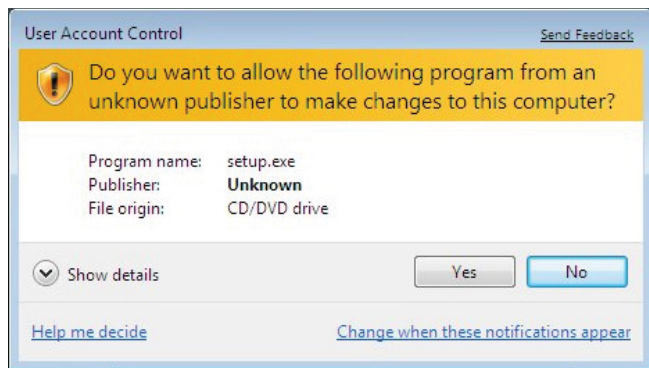 User Account Control
Send Feedback
Do you want to allow the following program from an
unknown publisher to make changes to this computer?
Program name: setup.exe
Publisher: Unknown
File origin: CD/DVD drive
Show details
Yes
No
Help me decide
Change when these notifications appear